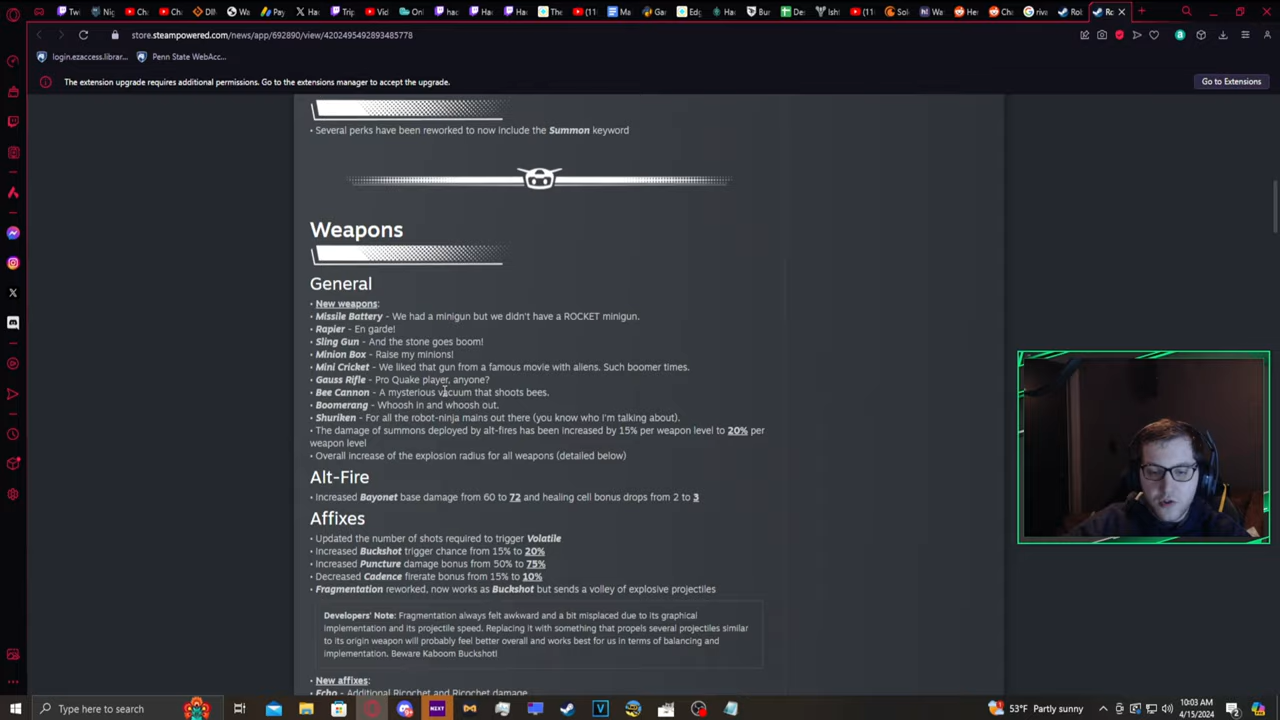 store.steampowered.com/news/app/692890/view/4202495492893485778
login.ezaccess.librar...
Penn State WebAcc...
The extension upgrade requires additional permissions. Go to the extensions manager to accept the upgrade.
Go to Extensions
• Several perks have been reworked to now include the Summon keyword
Weapons
General
• New weapons:
• Missile Battery - We had a minigun but we didn't have a ROCKET minigun.
• Rapier - En garde!
• Sling Gun - And the stone goes boom!
• Minion Box - Raise my minions!
• Mini Cricket - We liked that gun from a famous movie with aliens. Such boomer times.
• Gauss Rifle - Pro Quake player, anyone?
• Bee Cannon - A mysterious vacuum that shoots bees.
• Boomerang - Whoosh in and whoosh out.
• Shuriken - For all the robot-ninja mains out there (you know who I'm talking about).
• The damage of summons deployed by alt-fires has been increased by 15% per weapon level to 20% per
weapon level
• Overall increase of the explosion radius for all weapons (detailed below)
Alt-Fire
• Increased Bayonet base damage from 60 to 72 and healing cell bonus drops from 2 to 3
Affixes
• Updated the number of shots required to trigger Volatile
• Increased Buckshot trigger chance from 15% to 20%
• Increased Puncture damage bonus from 50% to 75%
• Decreased Cadence firerate bonus from 15% to 10%
• Fragmentation reworked, now works as Buckshot but sends a volley of explosive projectiles
Developers' Note: Fragmentation always felt awkward and a bit misplaced due to its graphical
implementation and its projectile speed. Replacing it with something that propels several projectiles similar
to its origin weapon will probably feel better overall and works best for us in terms of balancing and
implementation. Beware Kaboom Buckshot!
• New affixes:
• Echo - Additional Ricochet and Ricochet damage
Type here to search
NIXT
53°F Partly sunny
10:03 AM
4/15/2024